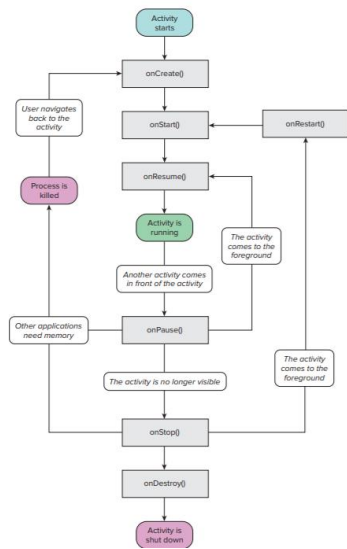 Activity
starts
onCreate()
User navigates
back to the
activity
onStart()
onRestart()
onResume()
Process is
killed
Activity is
running
The activity
comes to the
foreground
Another activity comes
in front of the activity
Other applications
need memory
onPause()
The activity
comes to the
foreground
The activity is no longer visible
onStop()
onDestroy()
Activity is
shut down